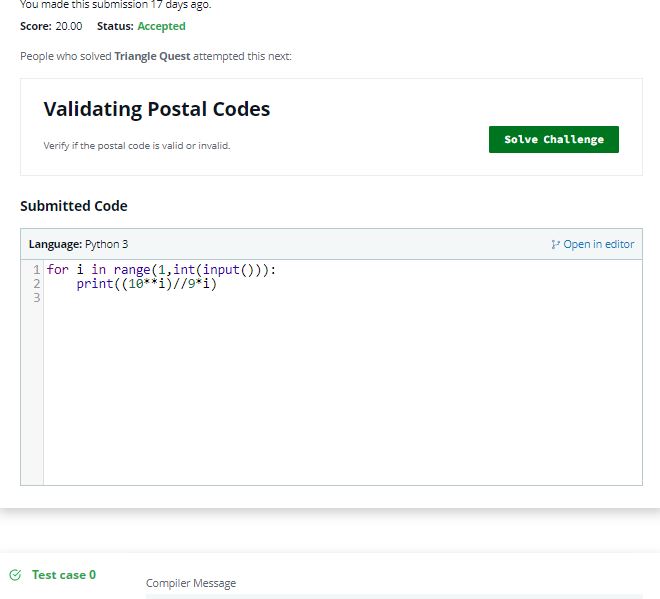 You made this submission 17 days ago.
Score: 20.00 Status: Accepted
People who solved Triangle Quest attempted this next:
Validating Postal Codes
Verify if the postal code is valid or invalid.
Solve Challenge
Submitted Code
Language: Python 3
Open in editor
1 for i in range(1,int(input())):
2     print((10**i)//9*i)
3
Test case 0
Compiler Message